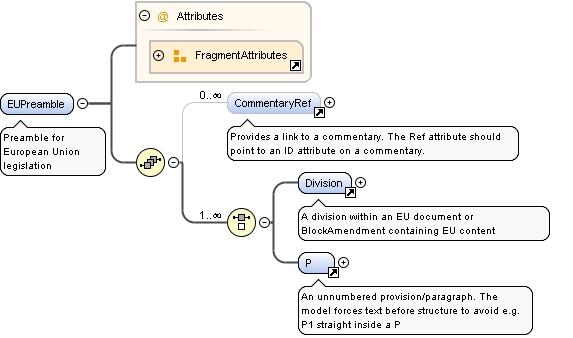 Attributes
FragmentAttributes
EUPreamble
Preamble for
European Union
legislation
0..∞
CommentaryRef
Provides a link to a commentary. The Ref attribute should
point to an ID attribute on a commentary.
1..∞
Division
A division within an EU document or
BlockAmendment containing EU content
P
An unnumbered provision/paragraph. The
model forces text before structure to avoid e.g.
P1 straight inside a P